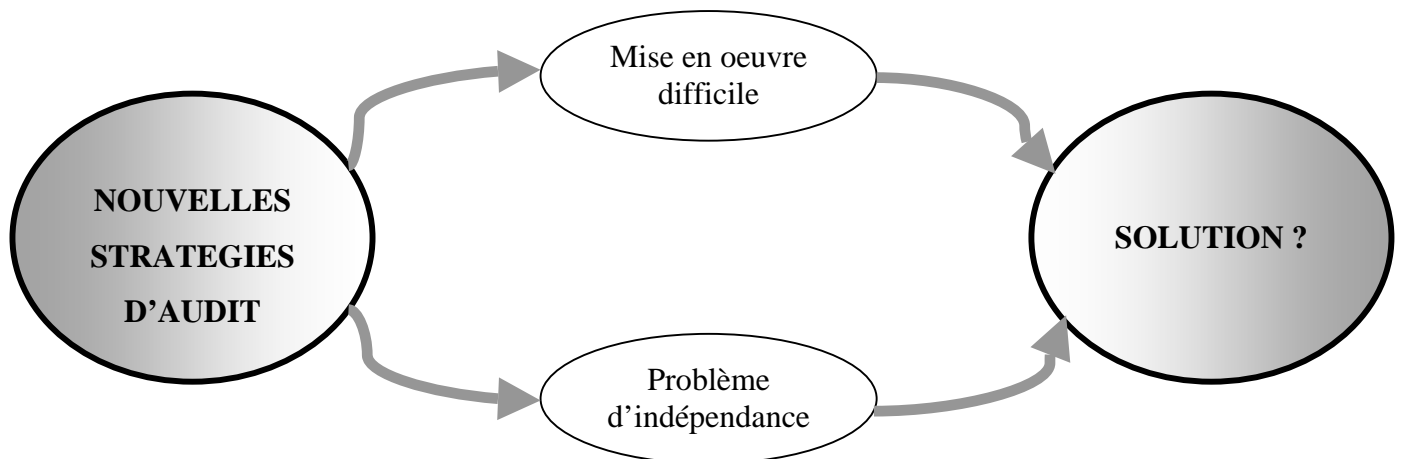 Mise en oeuvre
difficile
NOUVELLES
STRATEGIES
D’AUDIT
SOLUTION ?
Problème
d’indépendance